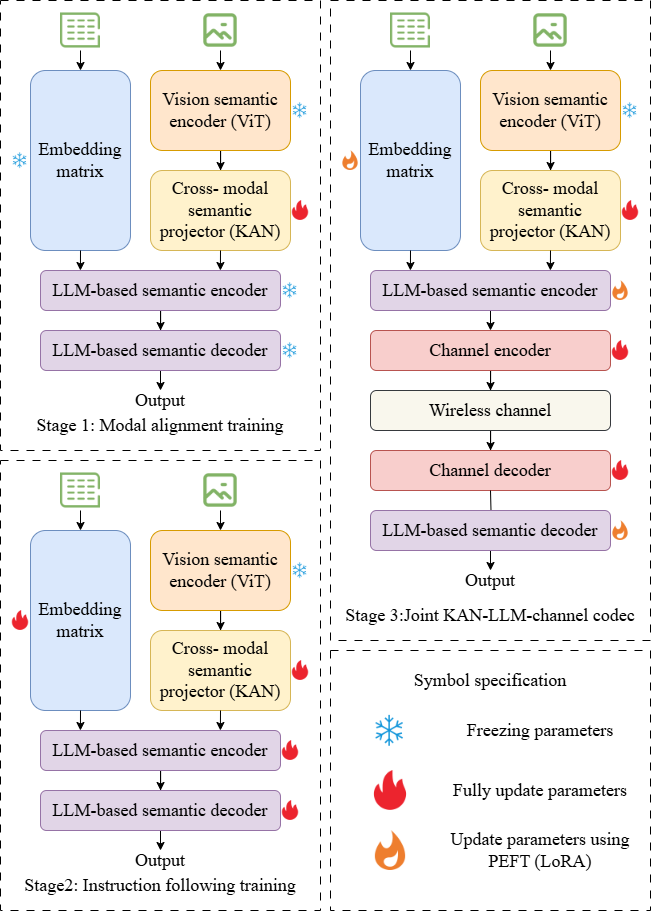 Embedding
matrix
Vision semantic
encoder (ViT)
Cross- modal
semantic
projector (KAN)
LLM-based semantic encoder
LLM-based semantic decoder
Output
Stage 1: Modal alignment training
Embedding
matrix
Vision semantic
encoder (ViT)
Cross- modal
semantic
projector (KAN)
LLM-based semantic encoder
LLM-based semantic decoder
Output
Stage2: Instruction following training
Embedding
matrix
Vision semantic
encoder (ViT)
Cross- modal
semantic
projector (KAN)
LLM-based semantic encoder
Channel encoder
Wireless channel
Channel decoder
LLM-based semantic decoder
Output
Stage 3:Joint KAN-LLM-channel codec
Symbol specification
Freezing parameters
Fully update parameters
Update parameters using
PEFT (LoRA)